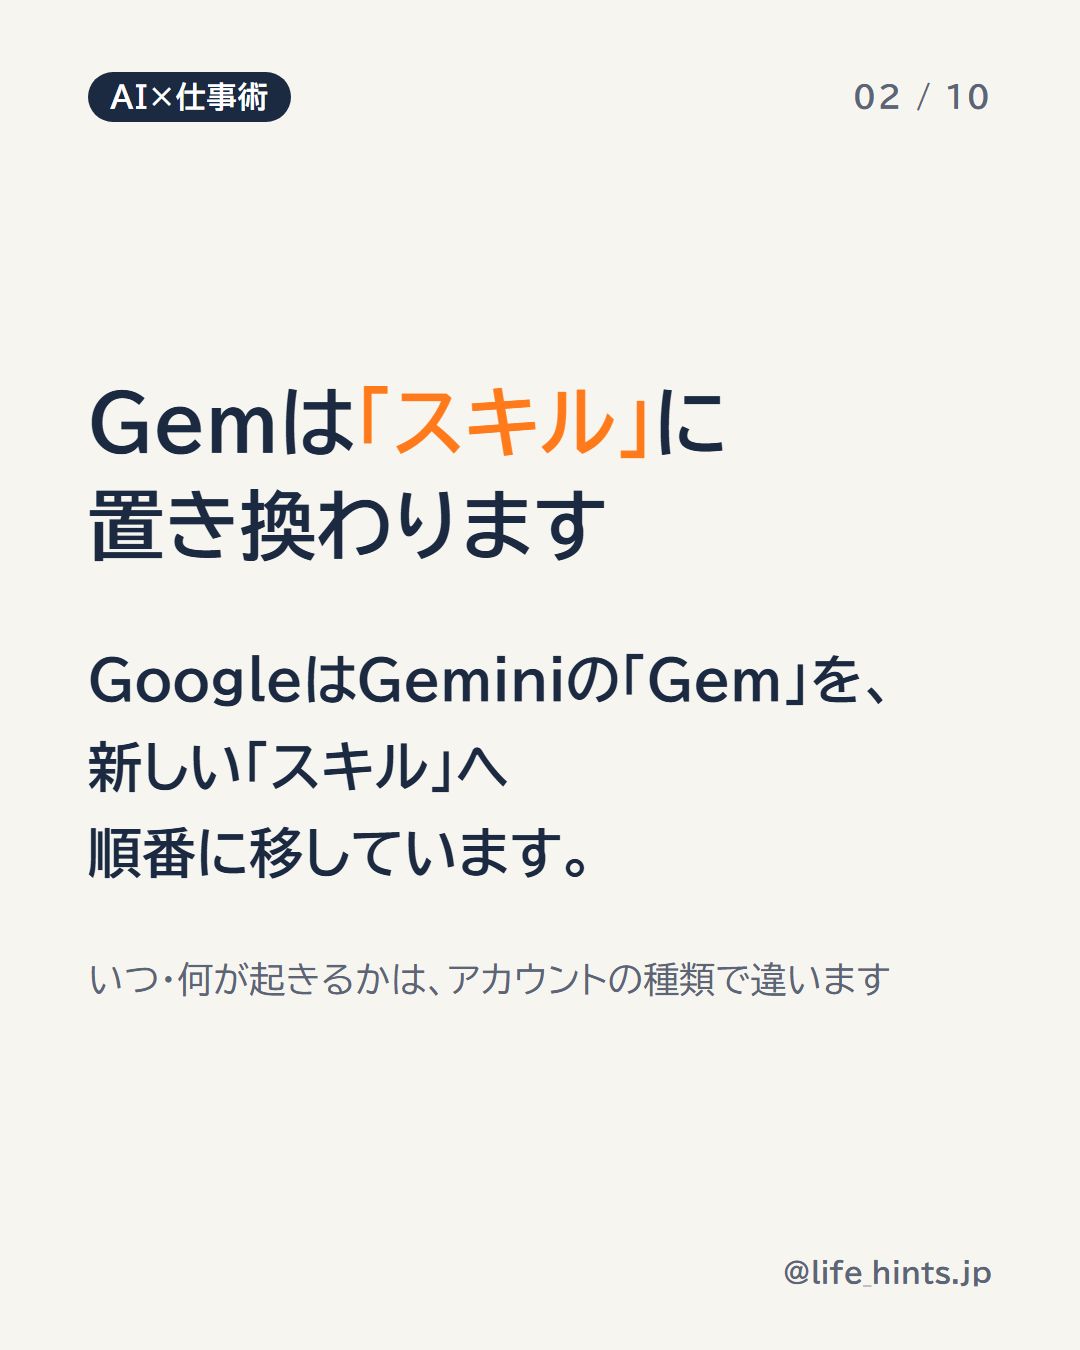 AI×仕事術
02 / 10
Gemは「スキル」に
置き換わります
GoogleはGeminiの「Gem」を、
新しい「スキル」へ
順番に移しています。
いつ・何が起きるかは、アカウントの種類で違います
@life_hints.jp